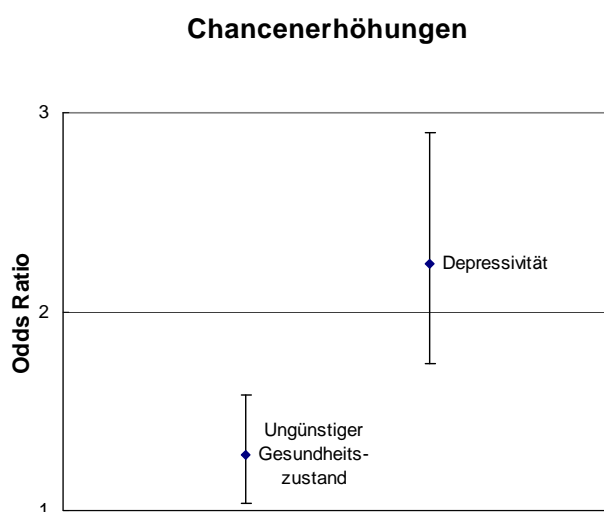 Chancenerhöhungen
3
Depressivität
2
Odds Ratio
Ungünstiger
Gesundheits-
zustand
1